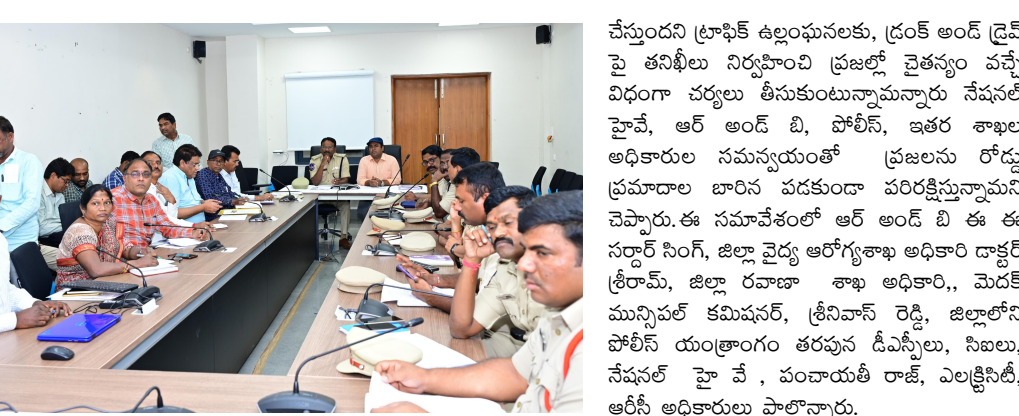 చేస్తుందని ట్రాఫిక్ ఉల్లంఘనలకు, డ్రంక్ అండ్ డ్రైవ్
పై తనిఖీలు నిర్వహించి ప్రజల్లో చైతన్యం వచ్చే
విధంగా చర్యలు తీసుకుంటున్నామన్నారు నేషనల్
హైవే, ఆర్ అండ్ బి, పోలీస్, ఇతర శాఖల
అధికారుల సమన్వయంతో ప్రజలను రోడ్డు
ప్రమాదాల బారిన పడకుండా పరిరక్షిస్తున్నామని
చెప్పారు.ఈ సమావేశంలో ఆర్ అండ్ బి ఈ ఈ
సర్దార్ సింగ్, జిల్లా వైద్య ఆరోగ్యశాఖ అధికారి డాక్టర్
శ్రీరామ్, జిల్లా రవాణా శాఖ అధికారి,, మెదక్
మున్సిపల్ కమిషనర్, శ్రీనివాస్ రెడ్డి, జిల్లాలోని
పోలీస్ యంత్రాంగం తరపున డీఎస్పీలు, సిఐలు,
నేషనల్ హై వే , పంచాయతీ రాజ్, ఎలక్ట్రిసిటీ,
ఆర్టీసీ అధికారులు పాల్గొన్నారు.